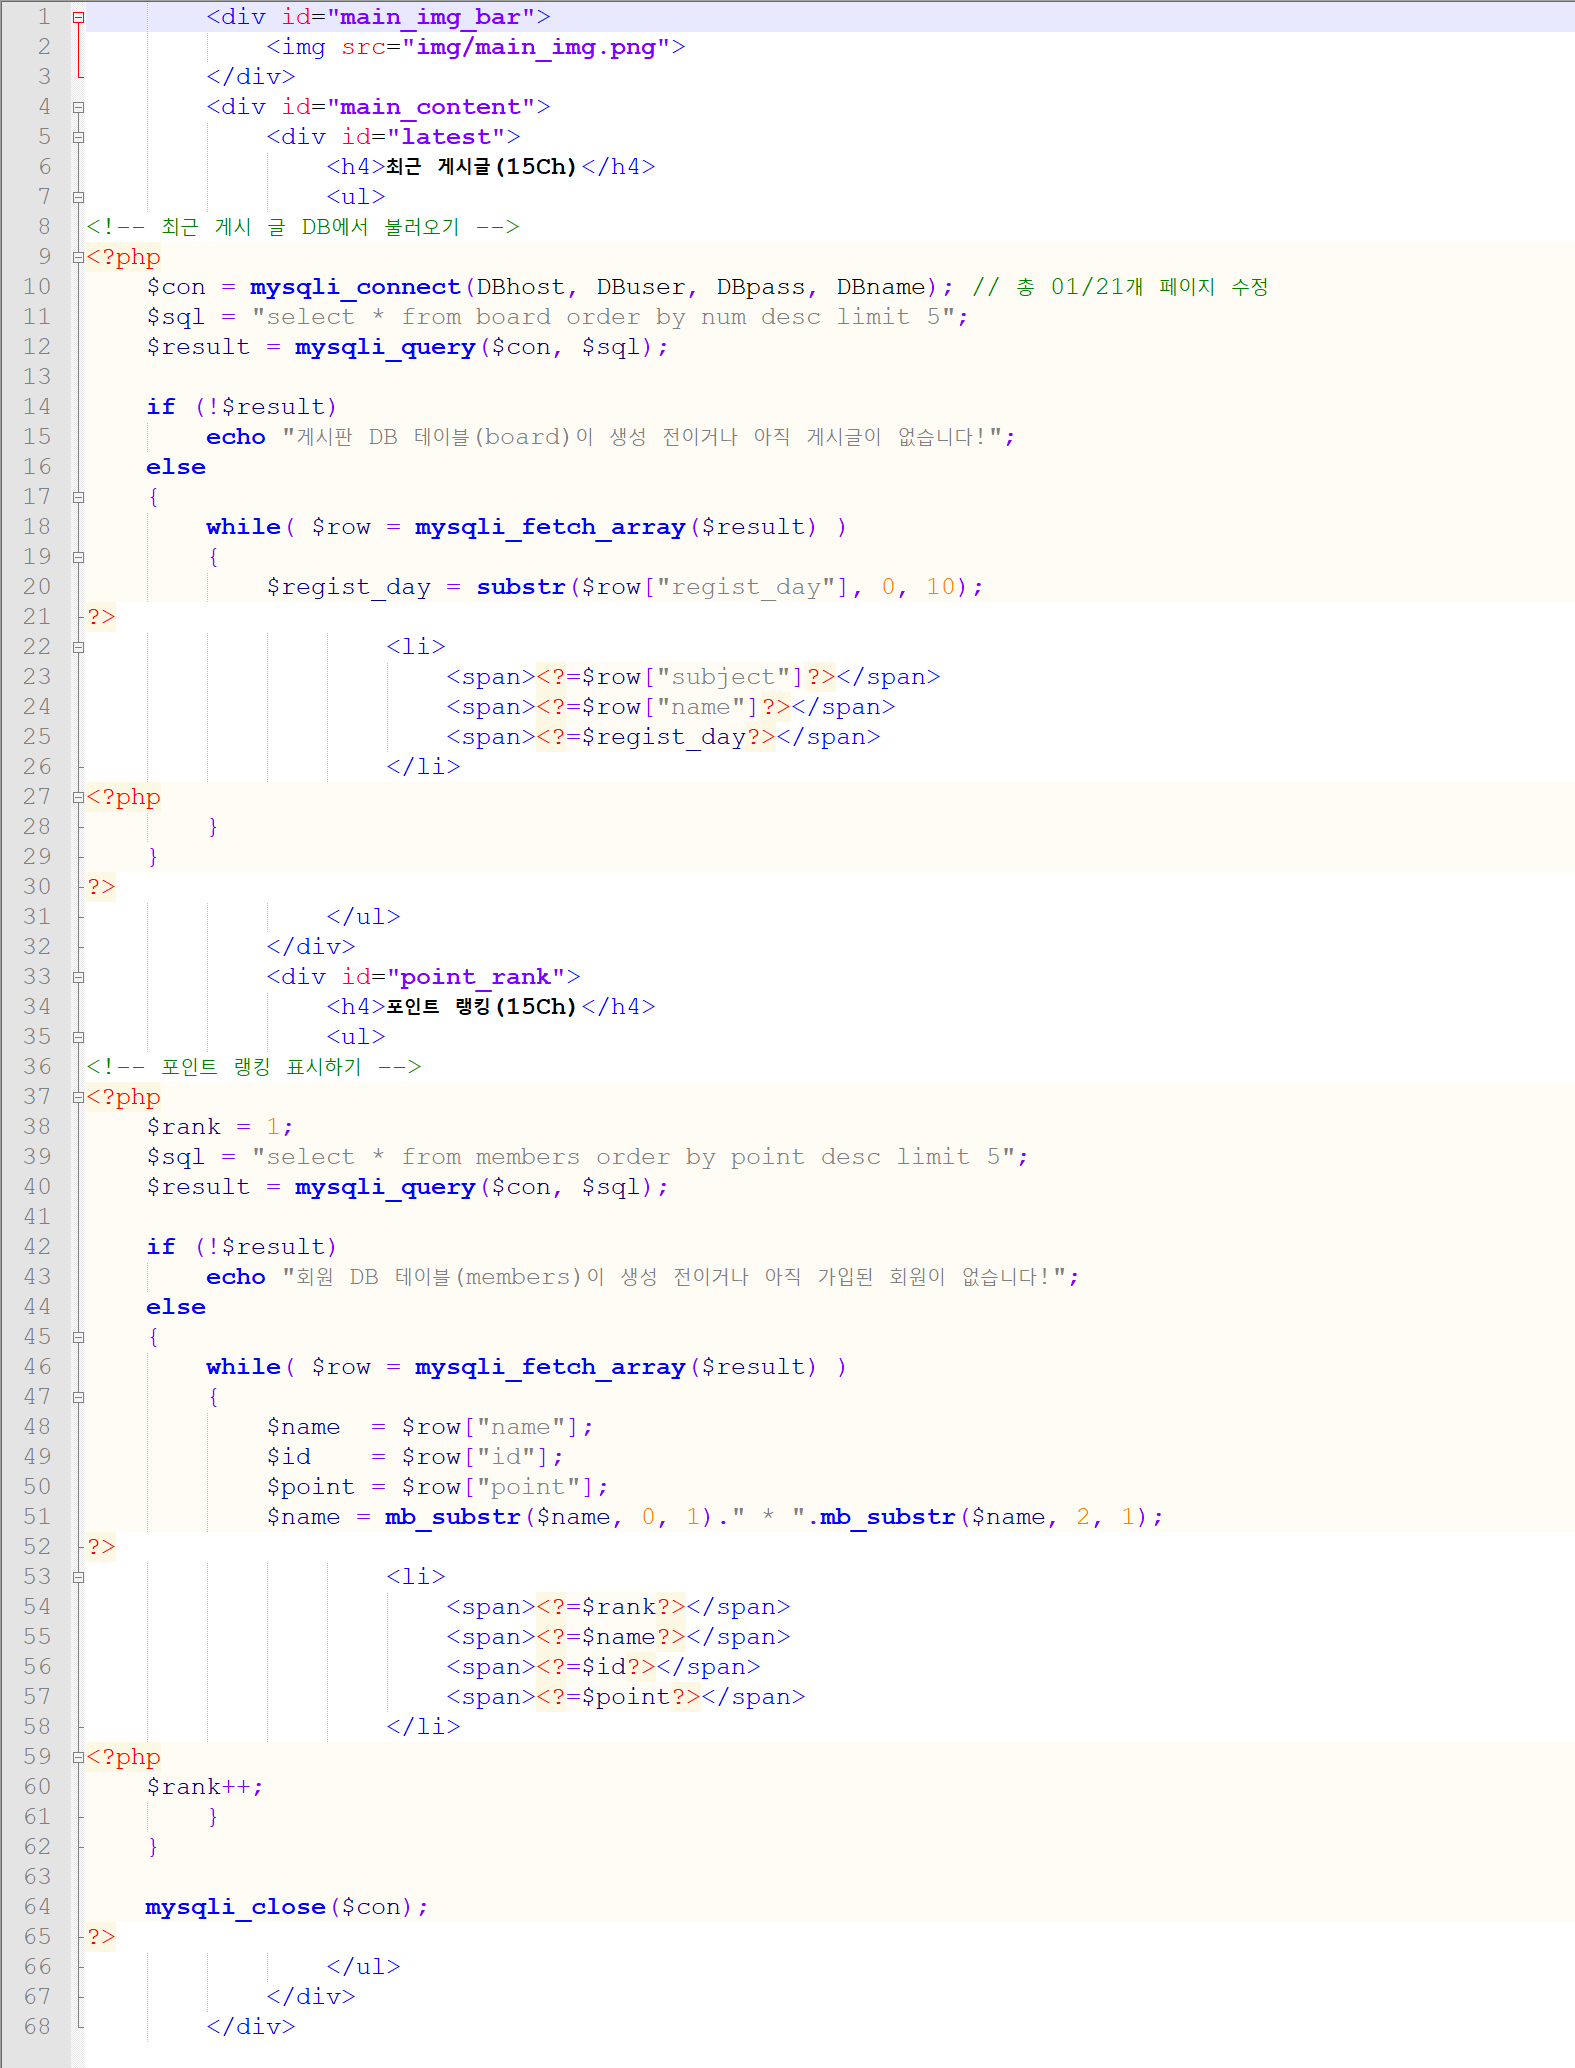 1 <div id="main_img_bar">
2 <img src="img/main_img.png">
3 </div>
4 <div id="main_content">
5 <div id="latest">
6 <h4>최근 게시글(15Ch)</h4>
7 <ul>
8 <!-- 최근 게시 글 DB에서 불러오기 -->
9 <?php
10 $con = mysqli_connect(DBhost, DBuser, DBpass, DBname); // 총 01/21개 페이지 수정
11 $sql = "select * from board order by num desc limit 5";
12 $result = mysqli_query($con, $sql);
13
14 if (!$result)
15 echo "게시판 DB 테이블(board)이 생성 전이거나 아직 게시글이 없습니다!";
16 else
17 {
18 while( $row = mysqli_fetch_array($result) )
19 {
20 $regist_day = substr($row["regist_day"], 0, 10);
21 ?>
22 <li>
23 <span><?=$row["subject"]?></span>
24 <span><?=$row["name"]?></span>
25 <span><?=$regist_day?></span>
26 </li>
27 <?php
28 }
29 }
30 ?>
31 </ul>
32 </div>
33 <div id="point_rank">
34 <h4>포인트 랭킹(15Ch)</h4>
35 <ul>
36 <!-- 포인트 랭킹 표시하기 -->
37 <?php
38 $rank = 1;
39 $sql = "select * from members order by point desc limit 5";
40 $result = mysqli_query($con, $sql);
41
42 if (!$result)
43 echo "회원 DB 테이블(members)이 생성 전이거나 아직 가입된 회원이 없습니다!";
44 else
45 {
46 while( $row = mysqli_fetch_array($result) )
47 {
48 $name  = $row["name"];
49 $id    = $row["id"];
50 $point = $row["point"];
51 $name = mb_substr($name, 0, 1)." * ".mb_substr($name, 2, 1);
52 ?>
53 <li>
54 <span><?=$rank?></span>
55 <span><?=$name?></span>
56 <span><?=$id?></span>
57 <span><?=$point?></span>
58 </li>
59 <?php
60 $rank++;
61 }
62 }
63
64 mysqli_close($con);
65 ?>
66 </ul>
67 </div>
68 </div>